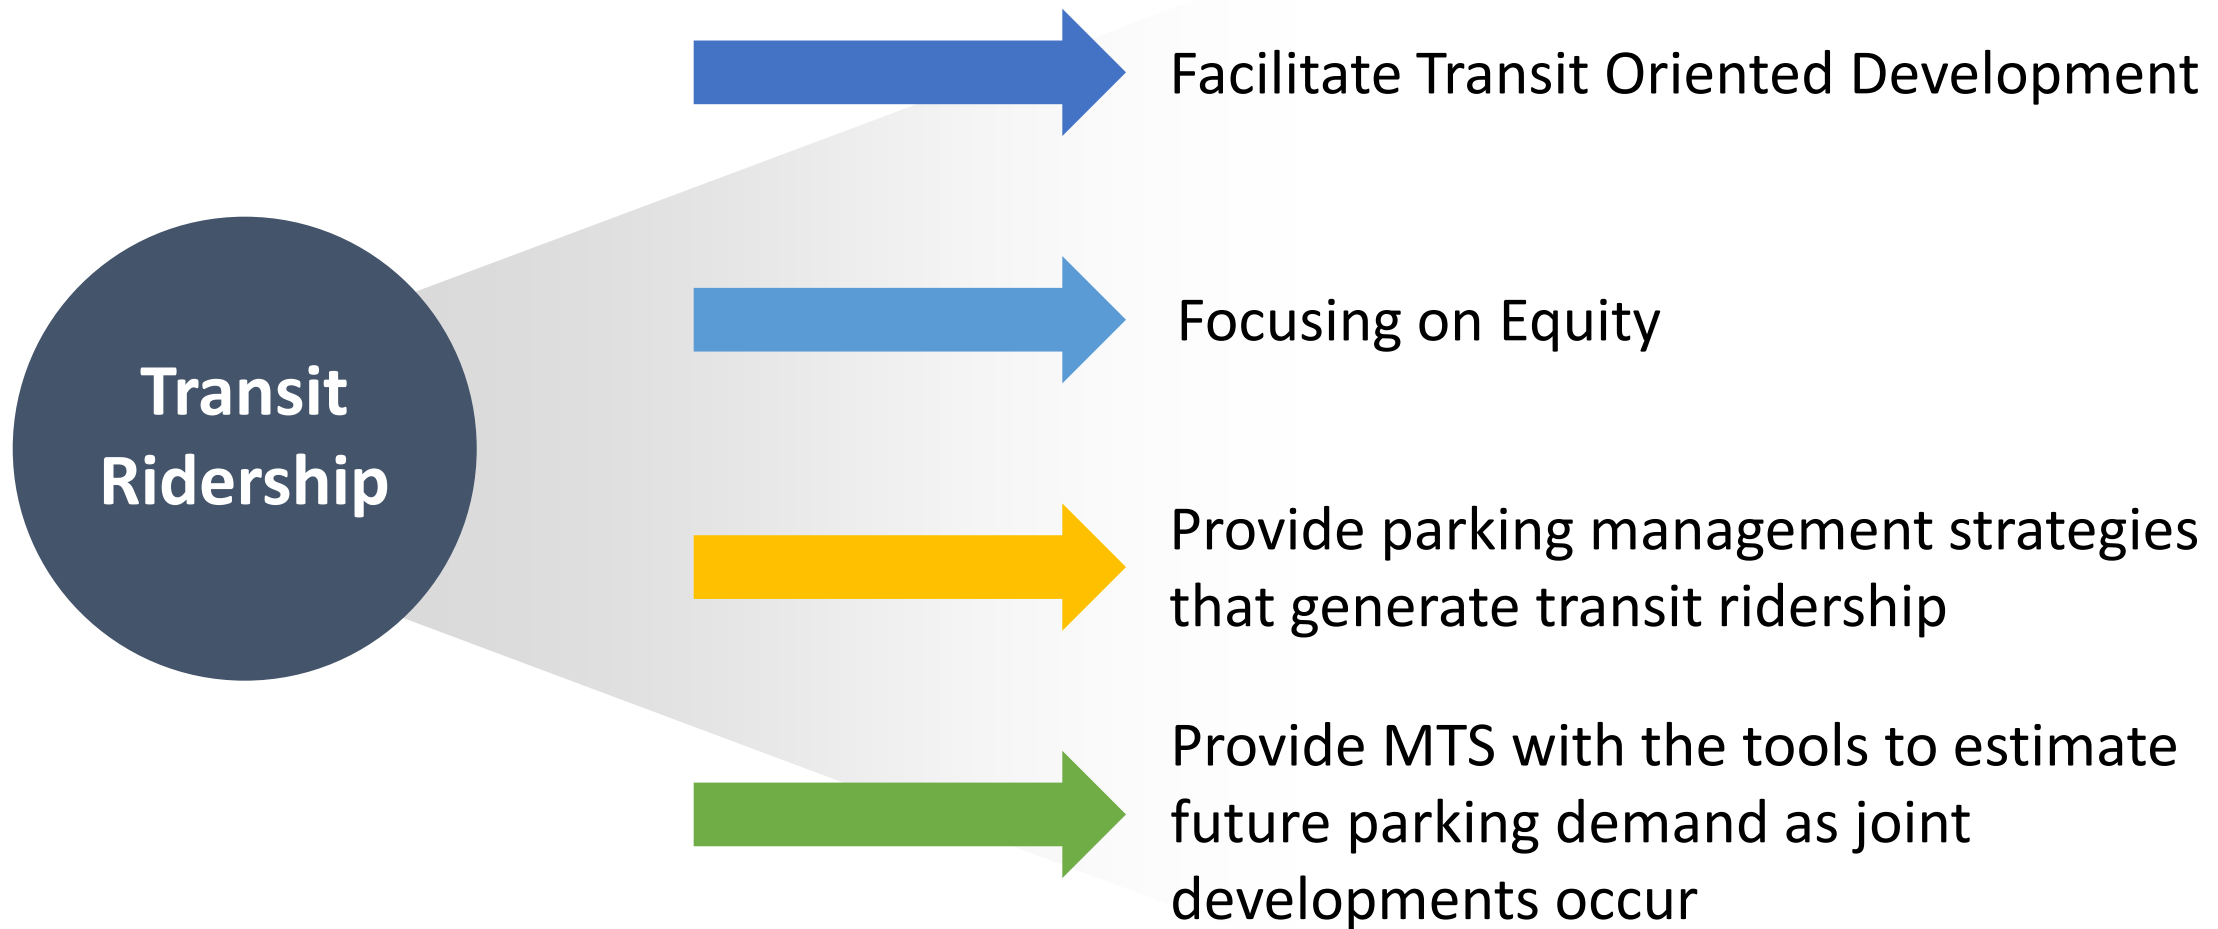 Facilitate Transit Oriented Development
Focusing on Equity
Transit
Ridership
Provide parking management strategies
that generate transit ridership
Provide MTS with the tools to estimate
future parking demand as joint
developments occur